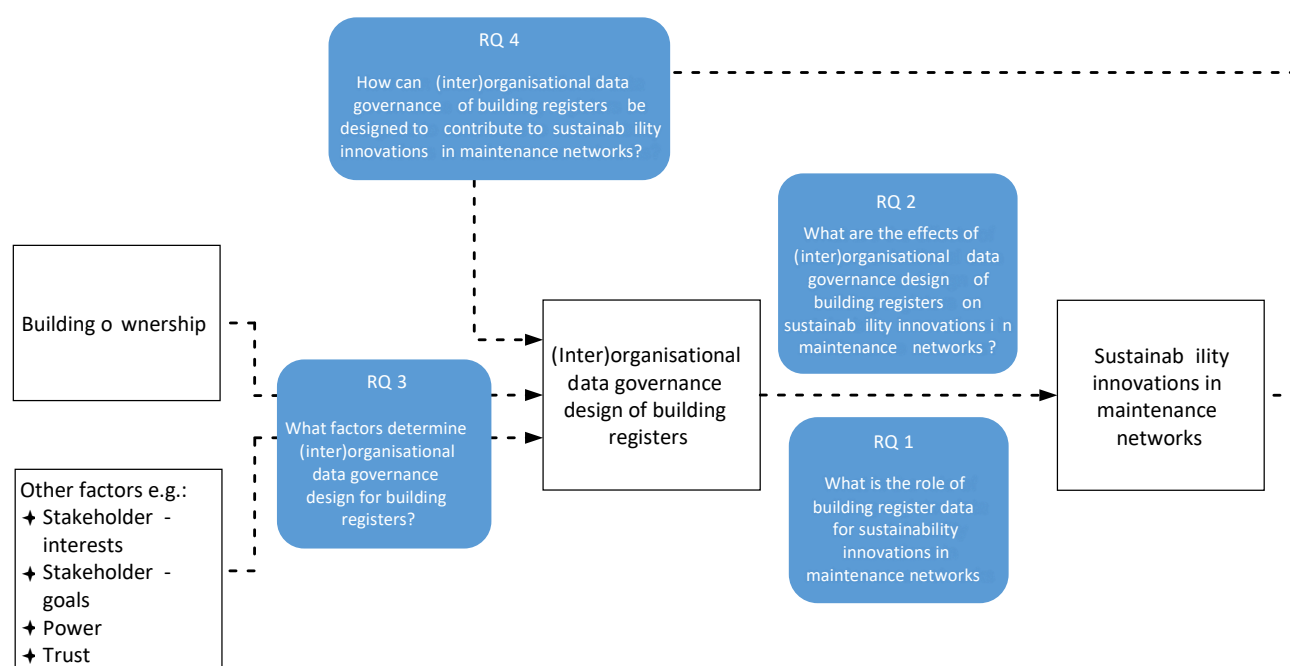 RQ 4
How can (inter)organisational data
governance of building registers be
designed to contribute to sustainab ility
innovations in maintenance networks?
RQ 2
What are the effects of
(inter)organisational data
governance design of
building registers on
sustainab ility innovations i n
maintenance networks ?
Building o wnership
(Inter)organisational
data governance
design of building
registers
Sustainab ility
innovations in
maintenance
networks
RQ 3
What factors determine
(inter)organisational
data governance
design for building
registers?
RQ 1
What is the role of
building register data
for sustainability
innovations in
maintenance networks
Other factors e.g.:
Stakeholder -
interests
Stakeholder -
goals
Power
Trust